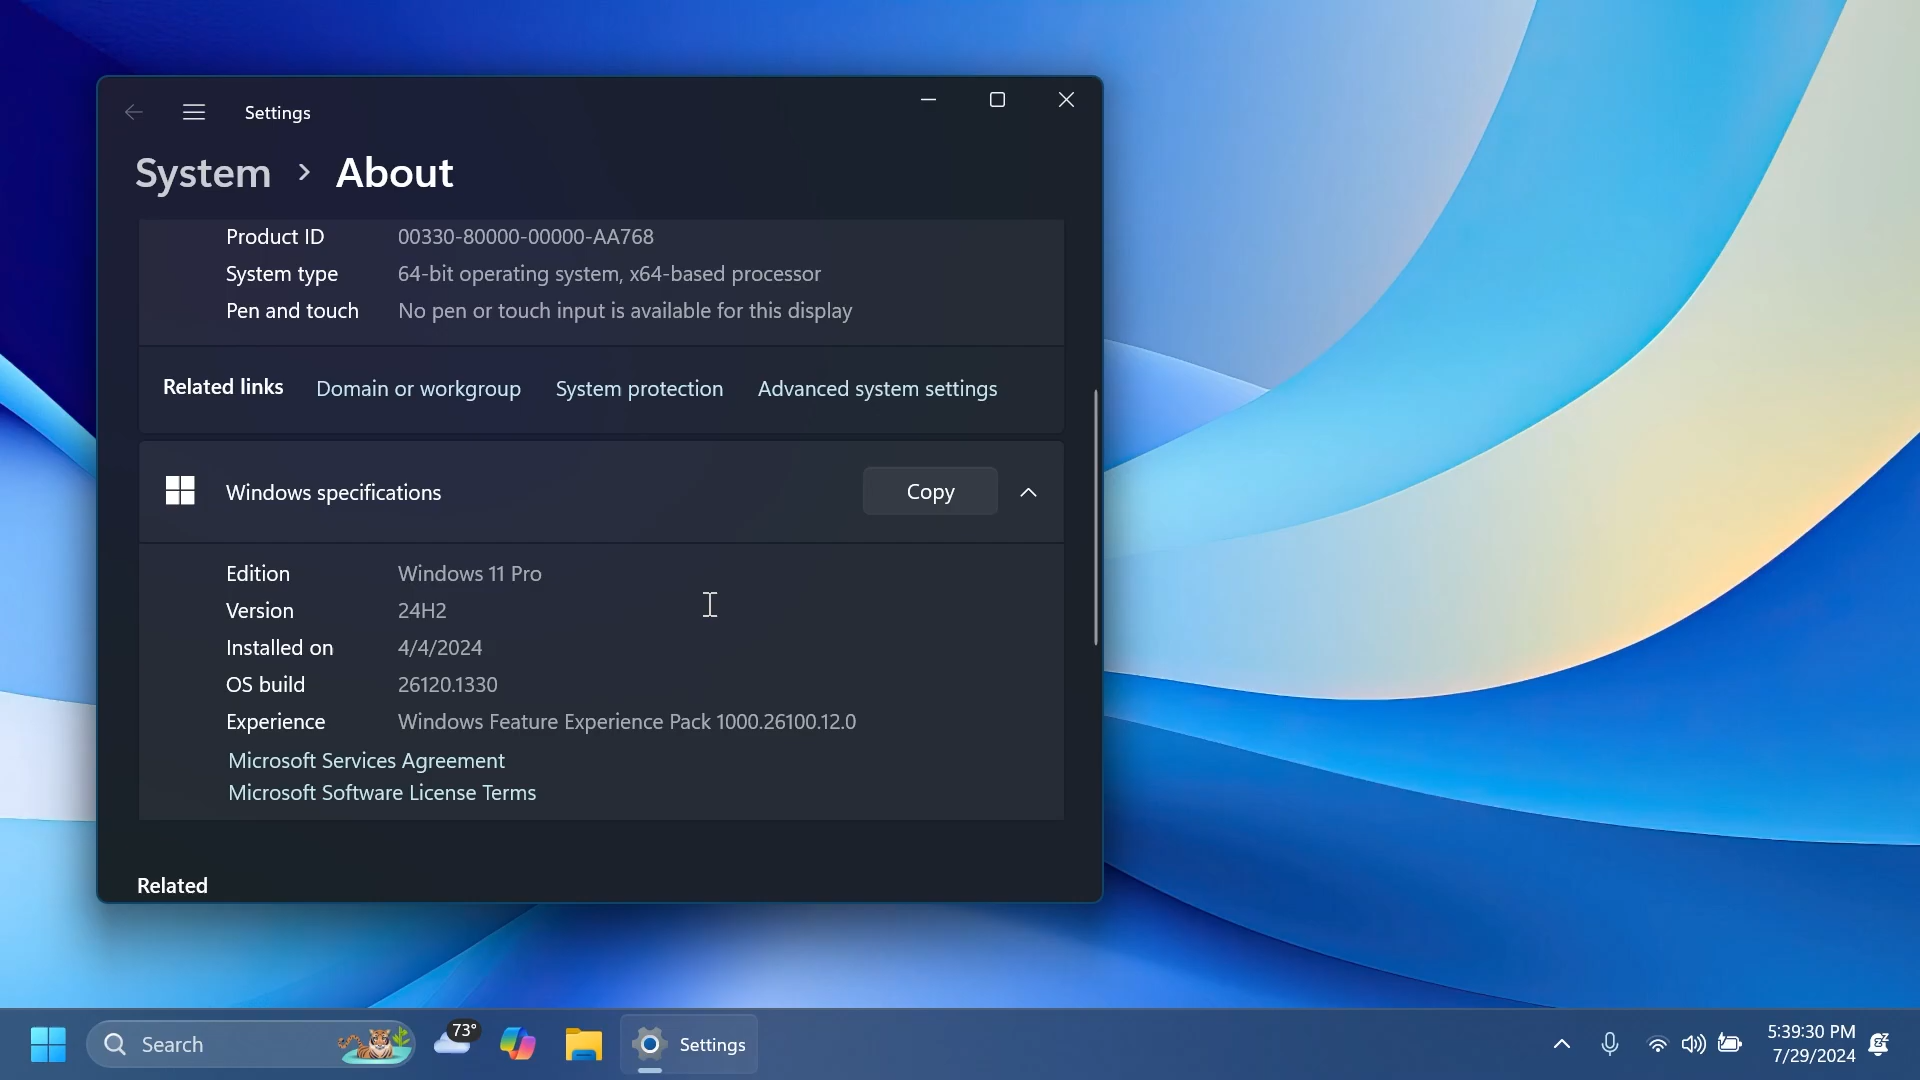 Settings
System > About
Product ID 00330-80000-00000-AA768
System type 64-bit operating system, x64-based processor
Pen and touch No pen or touch input is available for this display
Related links Domain or workgroup System protection Advanced system settings
Windows specifications Copy
Edition Windows 11 Pro
Version 24H2
Installed on 4/4/2024
OS build 26120.1330
Experience Windows Feature Experience Pack 1000.26100.12.0
Microsoft Services Agreement
Microsoft Software License Terms
Related
Search 73° Settings 5:39:30 PM
7/29/2024